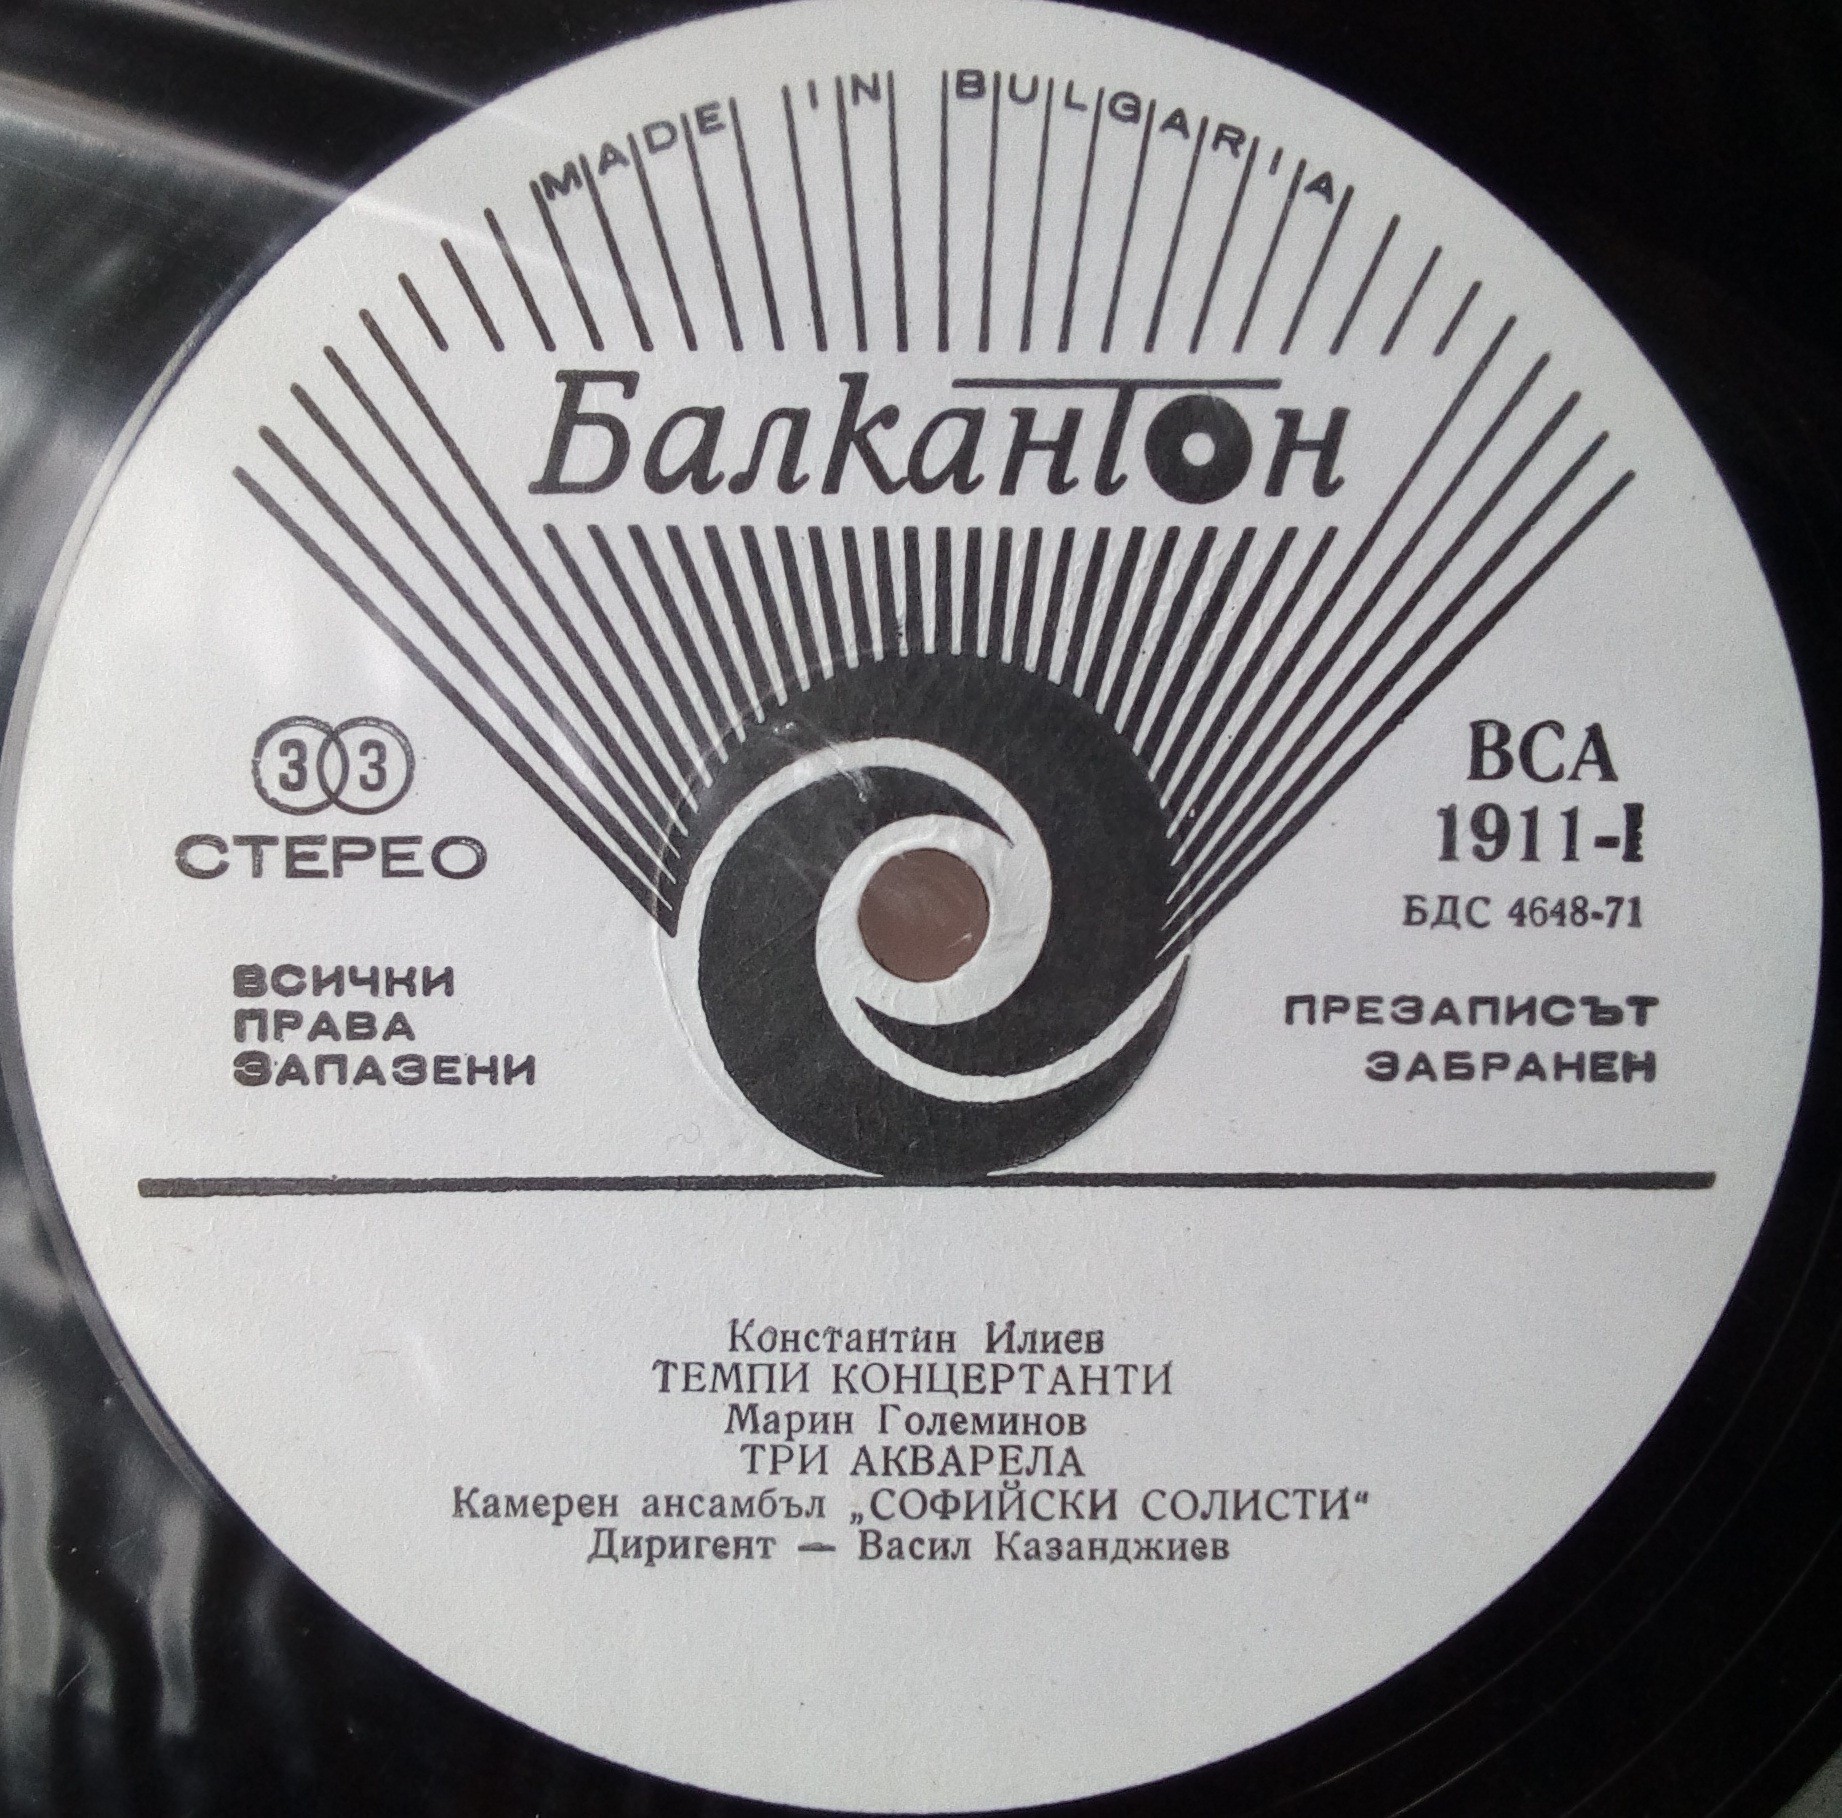 MADE IN BULGARIA
Балкантон
33
СТЕРЕО
ВСИЧКИ
ПРАВА
ЗАПАЗЕНИ
ВСА
1911-I
БДС 4648-71
ПРЕЗАПИСЪТ
ЗАБРАНЕН
Константин Илиев
ТЕМПИ КОНЦЕРТАНТИ
Марин Големинов
ТРИ АКВАРЕЛА
Камерен ансамбъл „СОФИЙСКИ СОЛИСТИ“
Диригент — Васил Казанджиев